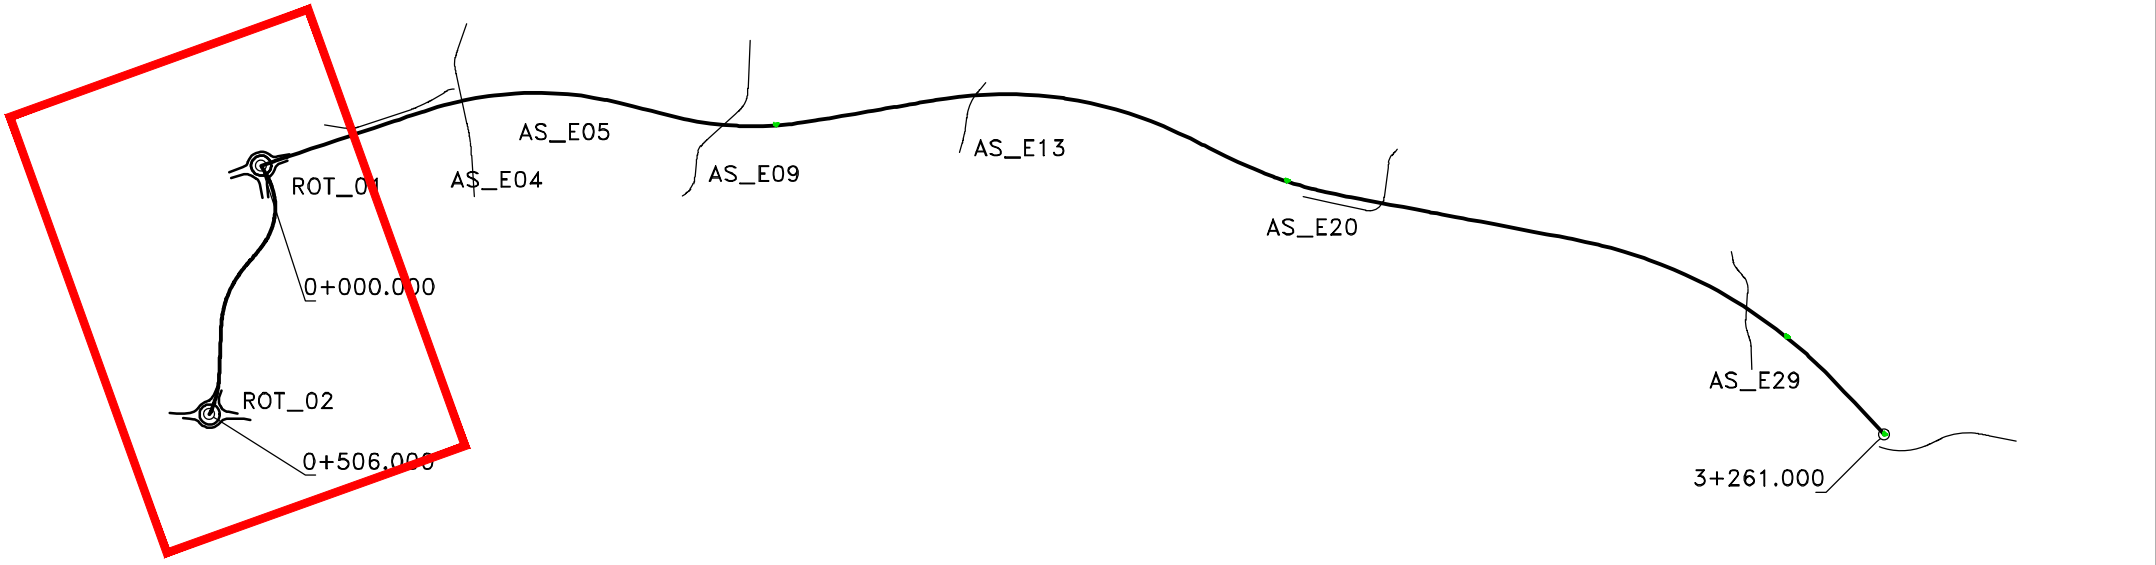 AS_E05
AS_E13
AS_E09
AS_E04
ROT_01
AS_E20
0+000.000
AS_E29
ROT_02
0+506.000
3+261.000